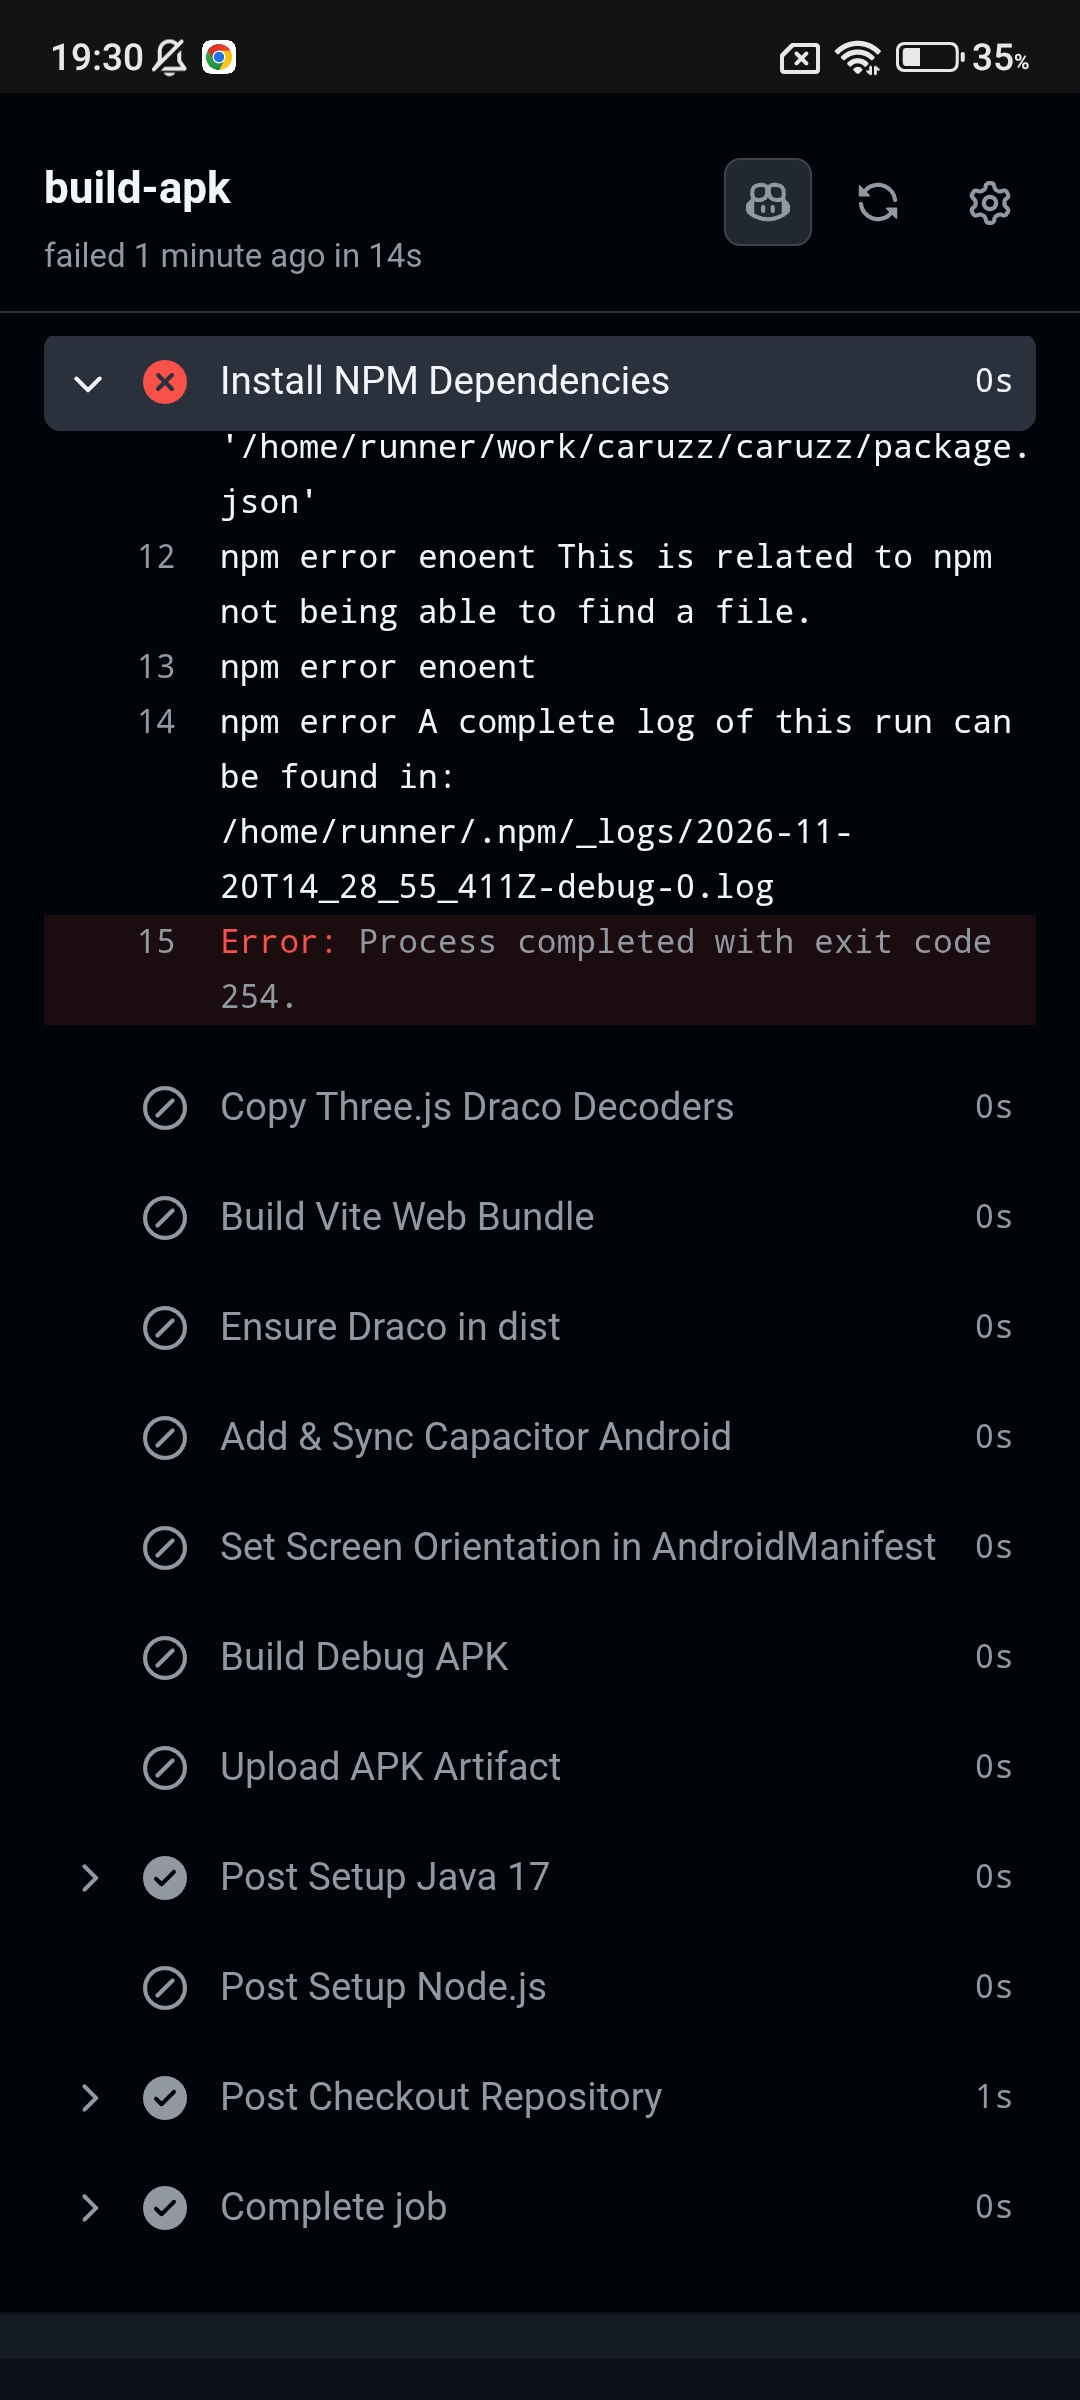 19:30
35%
build-apk
failed 1 minute ago in 14s
Install NPM Dependencies 0s
'/home/runner/work/caruzz/caruzz/package.
json'
12 npm error enoent This is related to npm
not being able to find a file.
13 npm error enoent
14 npm error A complete log of this run can
be found in:
/home/runner/.npm/_logs/2026-11-
20T14_28_55_411Z-debug-0.log
15 Error: Process completed with exit code
254.
Copy Three.js Draco Decoders 0s
Build Vite Web Bundle 0s
Ensure Draco in dist 0s
Add & Sync Capacitor Android 0s
Set Screen Orientation in AndroidManifest 0s
Build Debug APK 0s
Upload APK Artifact 0s
Post Setup Java 17 0s
Post Setup Node.js 0s
Post Checkout Repository 1s
Complete job 0s